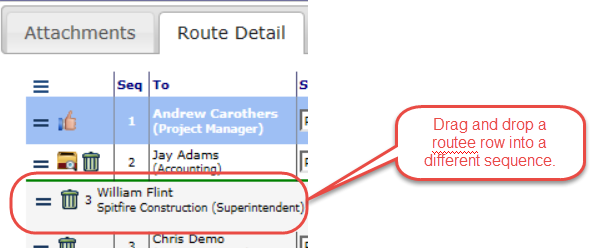 Attachments Route Detail
Seq To S
1 Andrew Carothers
(Project Manager)
2 Jay Adams
(Accounting)
3 William Flint
Spitfire Construction (Superintendent)
3 Chris Demo
Drag and drop a
routee row into a
different sequence.